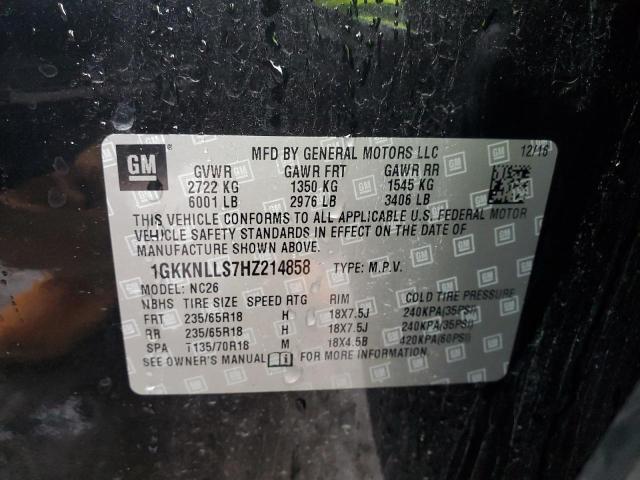 GM
MFD BY GENERAL MOTORS LLC 12/16
GVWR GAWR FRT GAWR RR
2722 KG 1350 KG 1545 KG
6001 LB 2976 LB 3406 LB
THIS VEHICLE CONFORMS TO ALL APPLICABLE U.S. FEDERAL MOTOR
VEHICLE SAFETY STANDARDS IN EFFECT ON THE DATE OF
MANUFACTURE SHOWN ABOVE.
1GKKNLLS7HZ214858 TYPE: M.P.V.
MODEL: NC26
NBHS TIRE SIZE SPEED RTG RIM COLD TIRE PRESSURE
FRT 235/65R18 H 18X7.5J 240KPA(35PSI)
RR 235/65R18 H 18X7.5J 240KPA(35PSI)
SPA T135/70R18 M 18X4.5B 420KPA(60PSI)
SEE OWNER'S MANUAL FOR MORE INFORMATION.